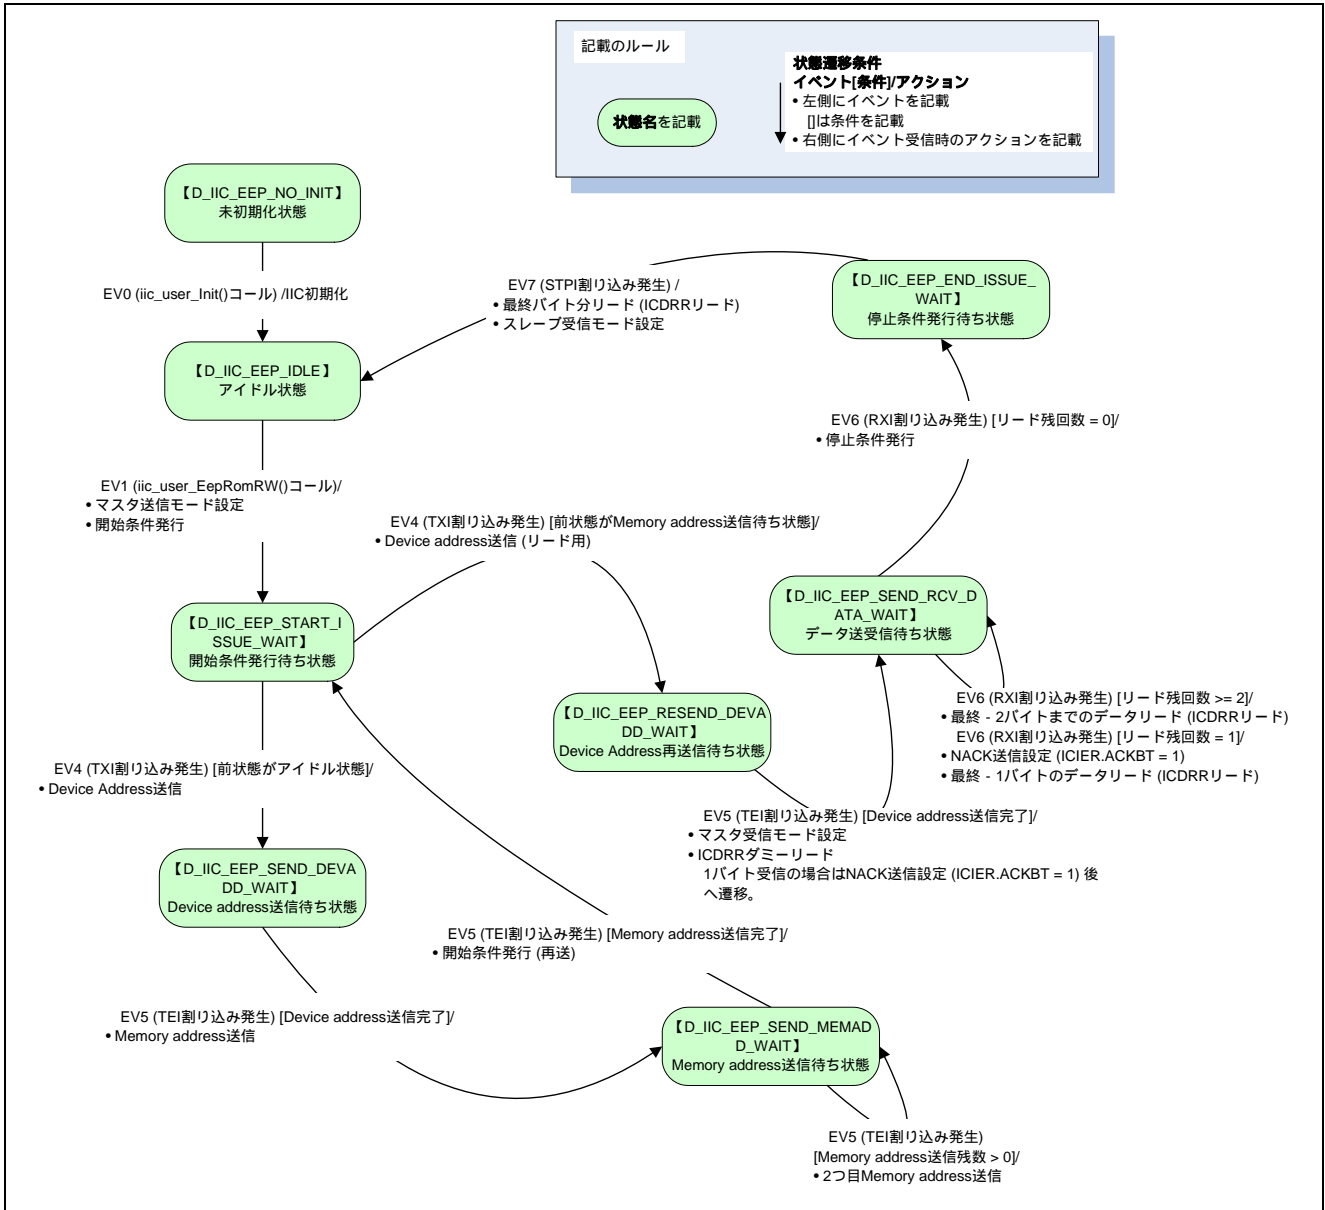 記載のルール
状態名を記載
状態遷移条件
イベント[条件]/アクション
• 左側にイベントを記載
[]は条件を記載
• 右側にイベント受信時のアクションを記載
【D_IIC_EEP_NO_INIT】
未初期化状態
EV0 (iic_user_Init()コール) /IIC初期化
【D_IIC_EEP_IDLE】
アイドル状態
EV7 (STPI割り込み発生) /
• 最終バイト分リード (ICDRRリード)
• スレーブ受信モード設定
【D_IIC_EEP_END_ISSUE_
WAIT】
停止条件発行待ち状態
EV6 (RXI割り込み発生) [リード残回数 = 0]/
• 停止条件発行
EV1 (iic_user_EepRomRW()コール)/
• マスタ送信モード設定
• 開始条件発行
EV4 (TXI割り込み発生) [前状態がMemory address送信待ち状態]/
• Device address送信 (リード用)
【D_IIC_EEP_START_I
SSUE_WAIT】
開始条件発行待ち状態
【D_IIC_EEP_SEND_RCV_D
ATA_WAIT】
データ送受信待ち状態
EV6 (RXI割り込み発生) [リード残回数 >= 2]/
• 最終 - 2バイトまでのデータリード (ICDRRリード)
EV6 (RXI割り込み発生) [リード残回数 = 1]/
• NACK送信設定 (ICIER.ACKBT = 1)
• 最終 - 1バイトのデータリード (ICDRRリード)
【D_IIC_EEP_RESEND_DEVA
DD_WAIT】
Device Address再送信待ち状態
EV4 (TXI割り込み発生) [前状態がアイドル状態]/
• Device Address送信
EV5 (TEI割り込み発生) [Device address送信完了]/
• マスタ受信モード設定
• ICDRRダミーリード
1バイト受信の場合はNACK送信設定 (ICIER.ACKBT = 1) 後
へ遷移。
【D_IIC_EEP_SEND_DEVA
DD_WAIT】
Device address送信待ち状態
EV5 (TEI割り込み発生) [Memory address送信完了]/
• 開始条件発行 (再送)
EV5 (TEI割り込み発生) [Device address送信完了]/
• Memory address送信
【D_IIC_EEP_SEND_MEMAD
D_WAIT】
Memory address送信待ち状態
EV5 (TEI割り込み発生)
[Memory address送信残数 > 0]/
• 2つ目Memory address送信